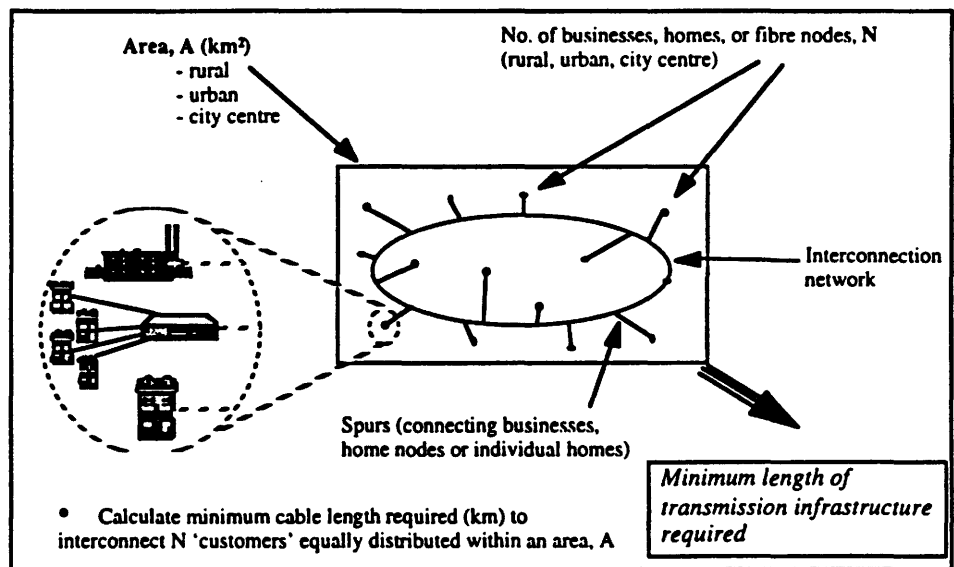 Area, A (km²)
- rural
- urban
- city centre
No. of businesses, homes, or fibre nodes, N
(rural, urban, city centre)
Interconnection
network
Spurs (connecting businesses,
home nodes or individual homes)
Minimum length of
transmission infrastructure
required
• Calculate minimum cable length required (km) to
interconnect N 'customers' equally distributed within an area, A